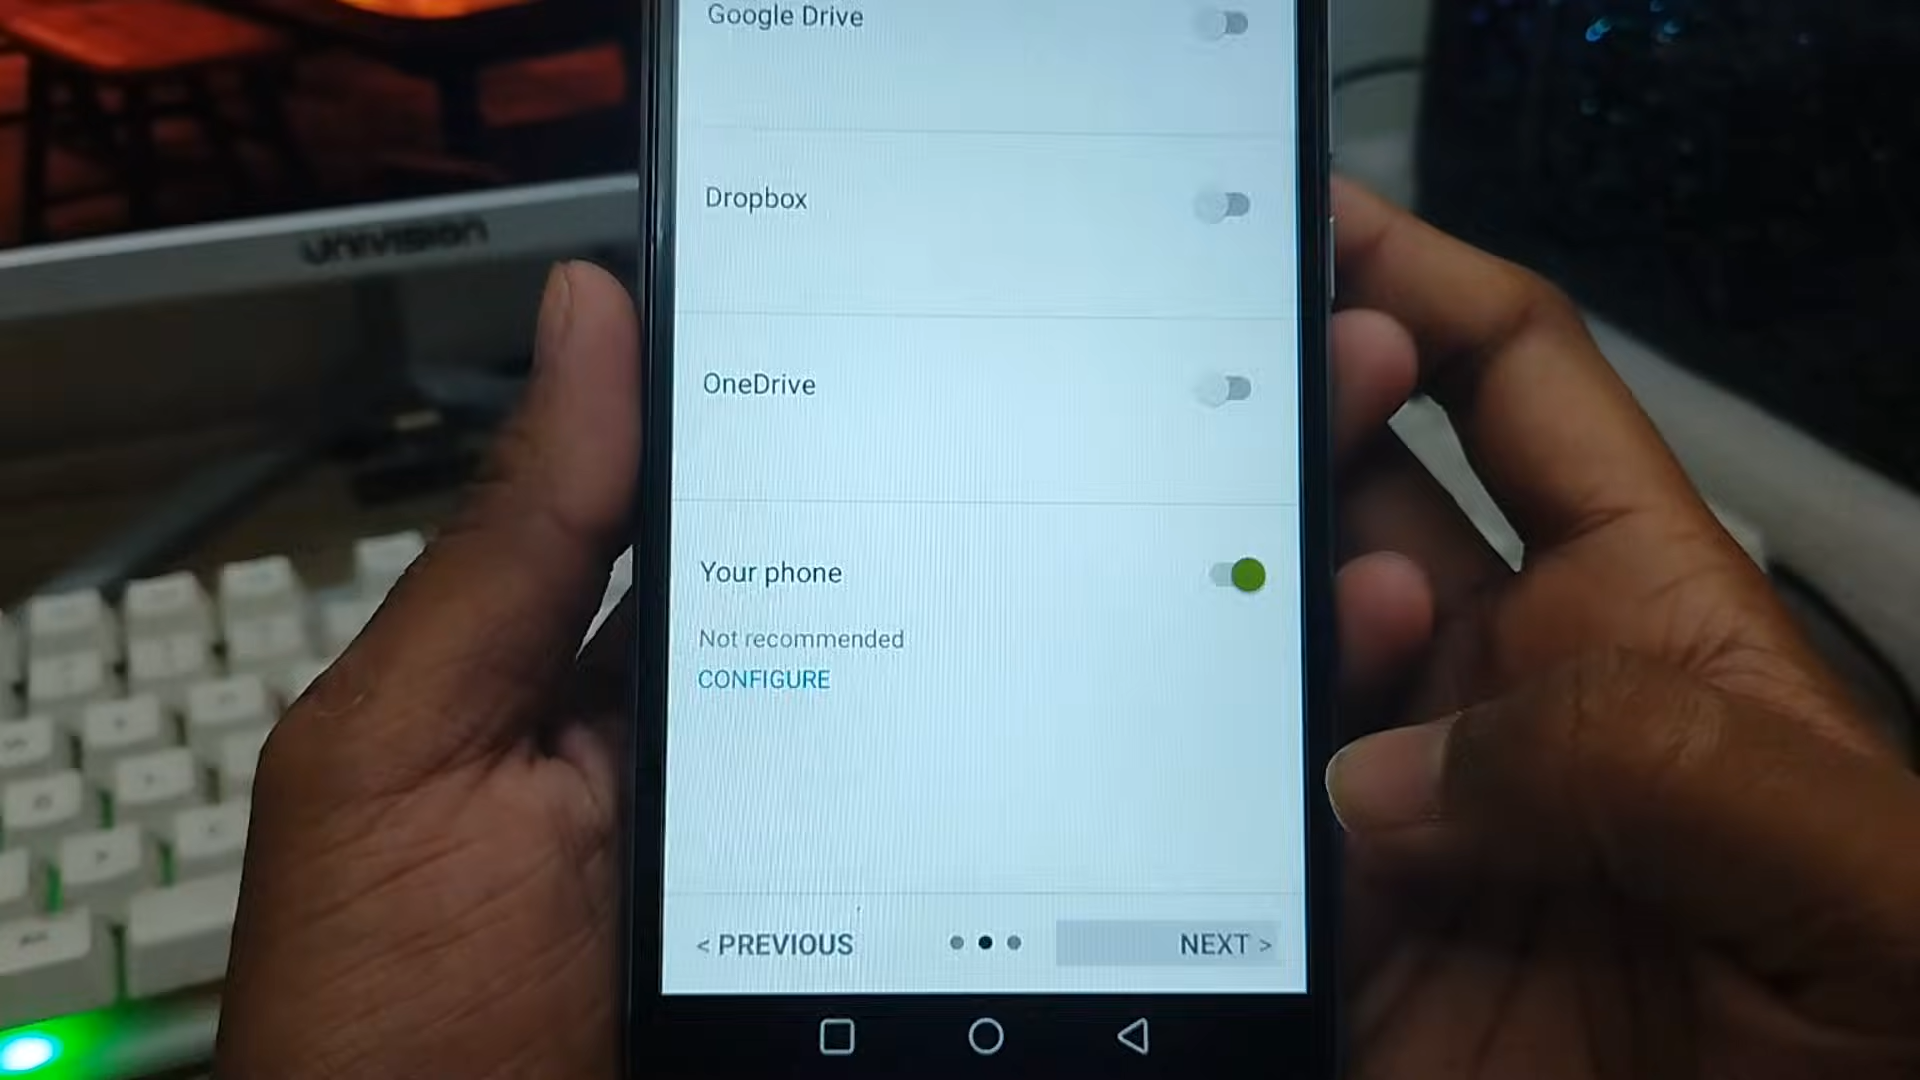 Google Drive
UNIVISION
Dropbox
OneDrive
Your phone
Not recommended
CONFIGURE
< PREVIOUS
NEXT >